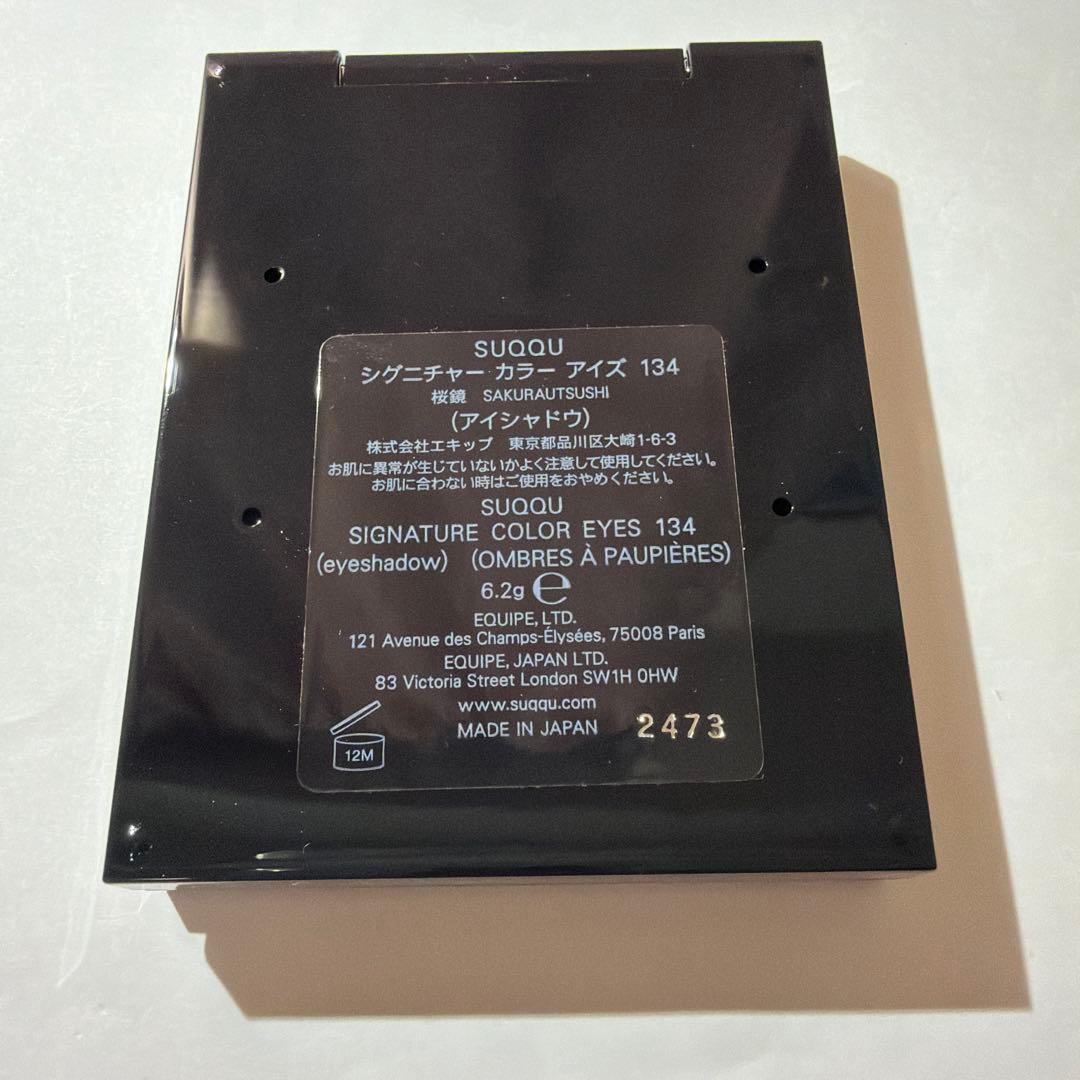 SUQQU
シグニチャー カラー アイズ 134
桜鏡 SAKURAUTSUSHI
(アイシャドウ)
株式会社エキップ 東京都品川区大崎1-6-3
お肌に異常が生じていないかよく注意して使用してください。
お肌に合わない時はご使用をおやめください。
SUQQU
SIGNATURE COLOR EYES 134
(eyeshadow) (OMBRES À PAUPIÈRES)
6.2g ℮
EQUIPE, LTD.
121 Avenue des Champs-Élysées, 75008 Paris
EQUIPE, JAPAN LTD.
83 Victoria Street London SW1H 0HW
www.suqqu.com
MADE IN JAPAN 2473
12M